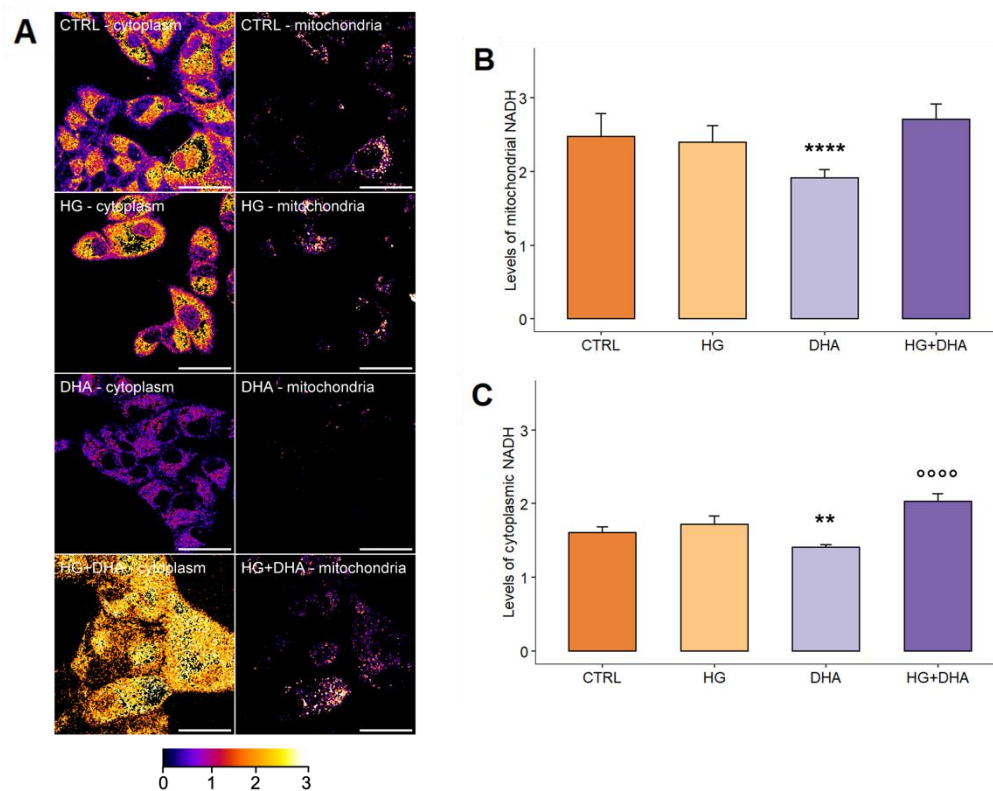 A
CTRL - cytoplasm
CTRL - mitochondria
HG - cytoplasm
HG - mitochondria
DHA - cytoplasm
DHA - mitochondria
HG+DHA - cytoplasm
HG+DHA - mitochondria
0 1 2 3
B
Levels of mitochondrial NADH
3
2
1
0
****
CTRL HG DHA HG+DHA
C
Levels of cytoplasmic NADH
3
2
1
0
**
°°°°
CTRL HG DHA HG+DHA